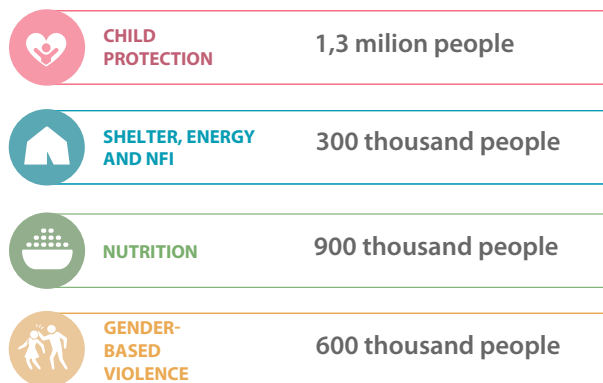 CHILD
PROTECTION
1,3 milion people
SHELTER, ENERGY
AND NFI
300 thousand people
NUTRITION
900 thousand people
GENDER-
BASED
VIOLENCE
600 thousand people